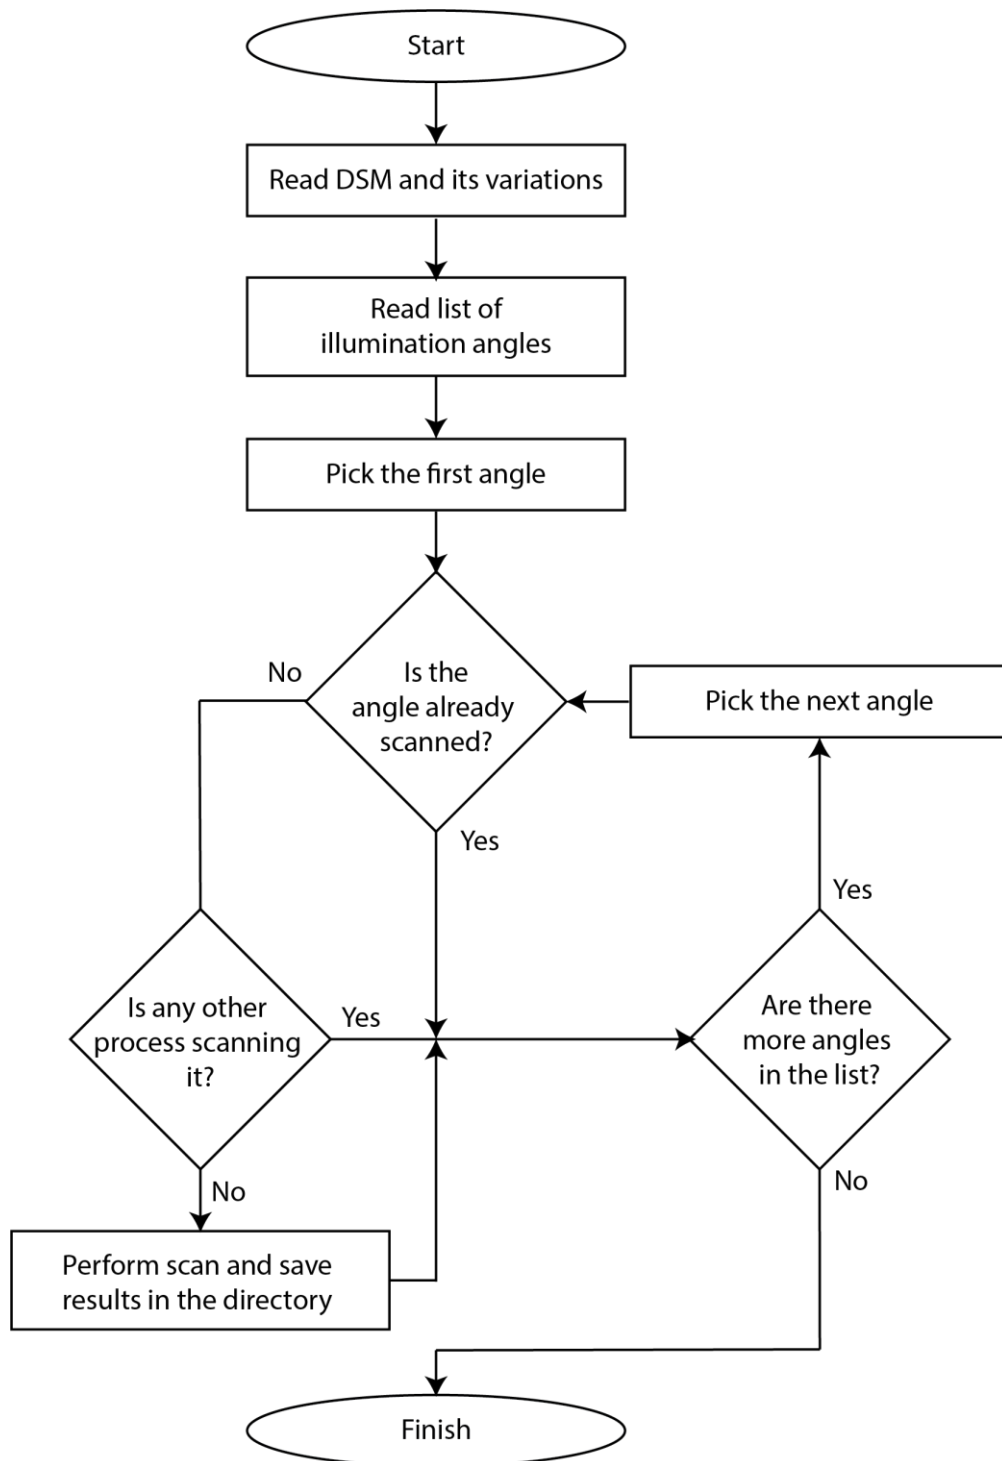 Start
Read DSM and its variations
Read list of
illumination angles
Pick the first angle
No
Is the
angle already
scanned?
Pick the next angle
Yes
Yes
Is any other
process scanning
it?
Yes
Are there
more angles
in the list?
No
No
Perform scan and save
results in the directory
Finish